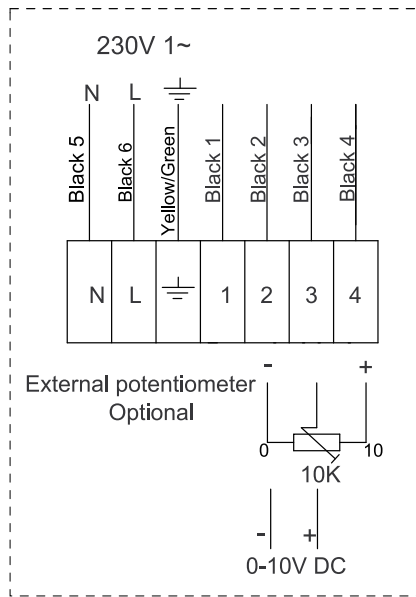 230V 1~
N L
Black 5 Black 6 Yellow/Green Black 1 Black 2 Black 3 Black 4
N L 1 2 3 4
- +
External potentiometer
Optional
0 10
10K
- +
0-10V DC